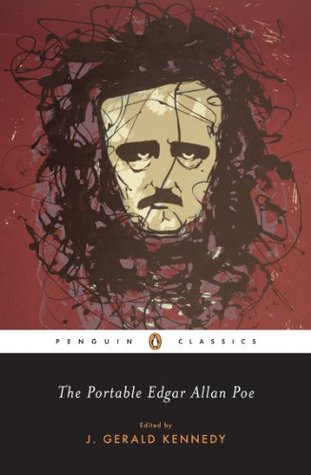 PENGUIN CLASSICS
The Portable Edgar Allan Poe
Edited by
J. GERALD KENNEDY